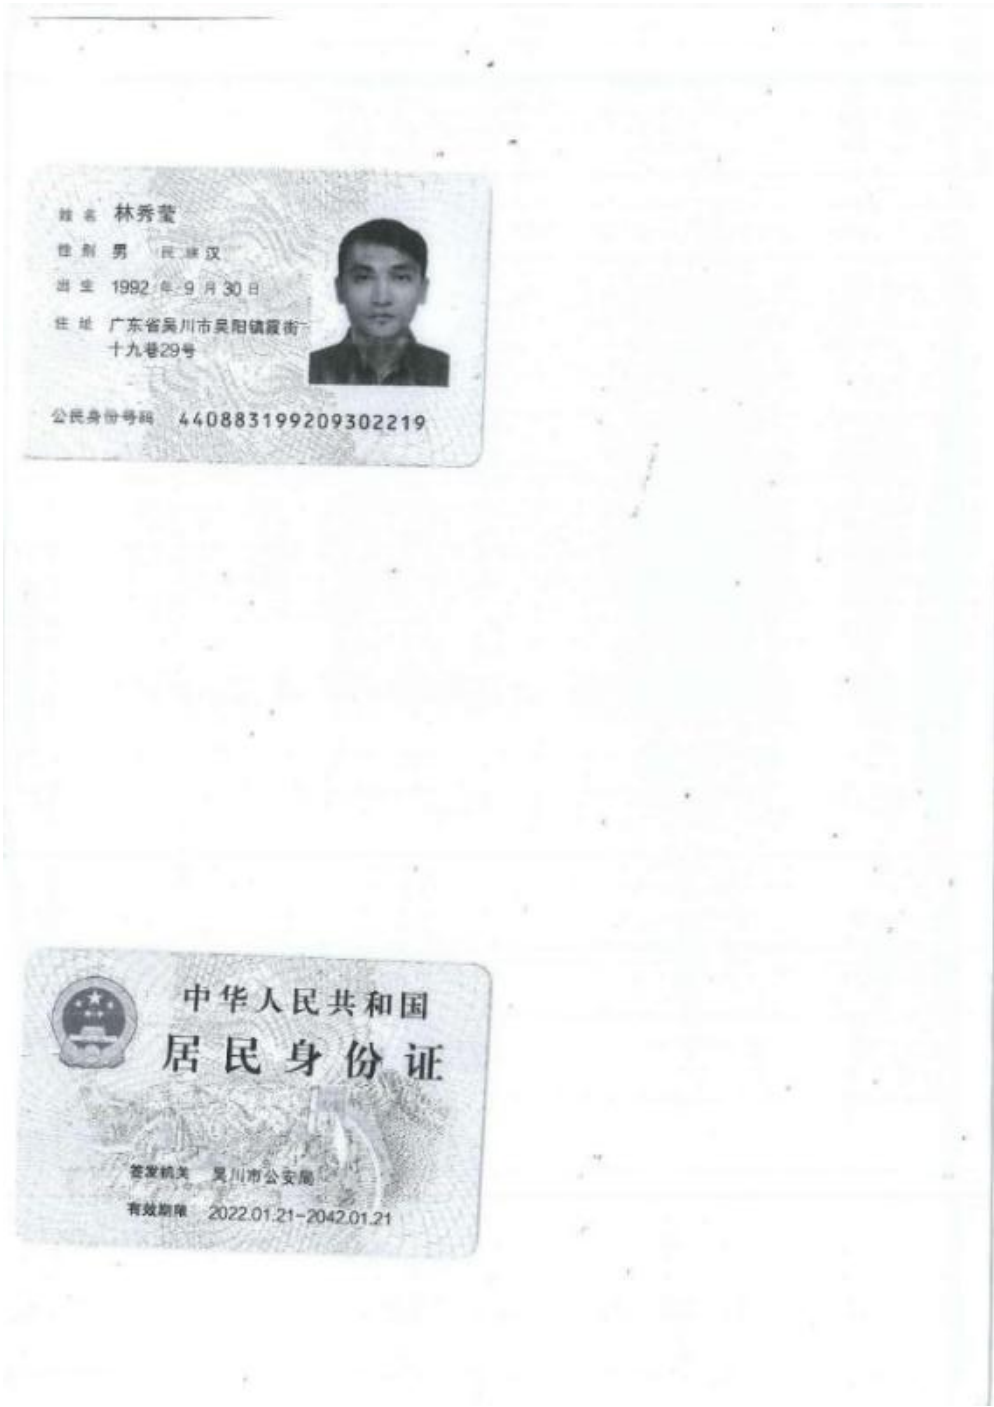 姓名 林秀莹
性别 男 民族 汉
出生 1992 年 9 月 30 日
住址 广东省吴川市吴阳镇霞街
十九巷29号
公民身份号码 440883199209302219
中华人民共和国
居民身份证
签发机关 吴川市公安局
有效期限 2022.01.21-2042.01.21